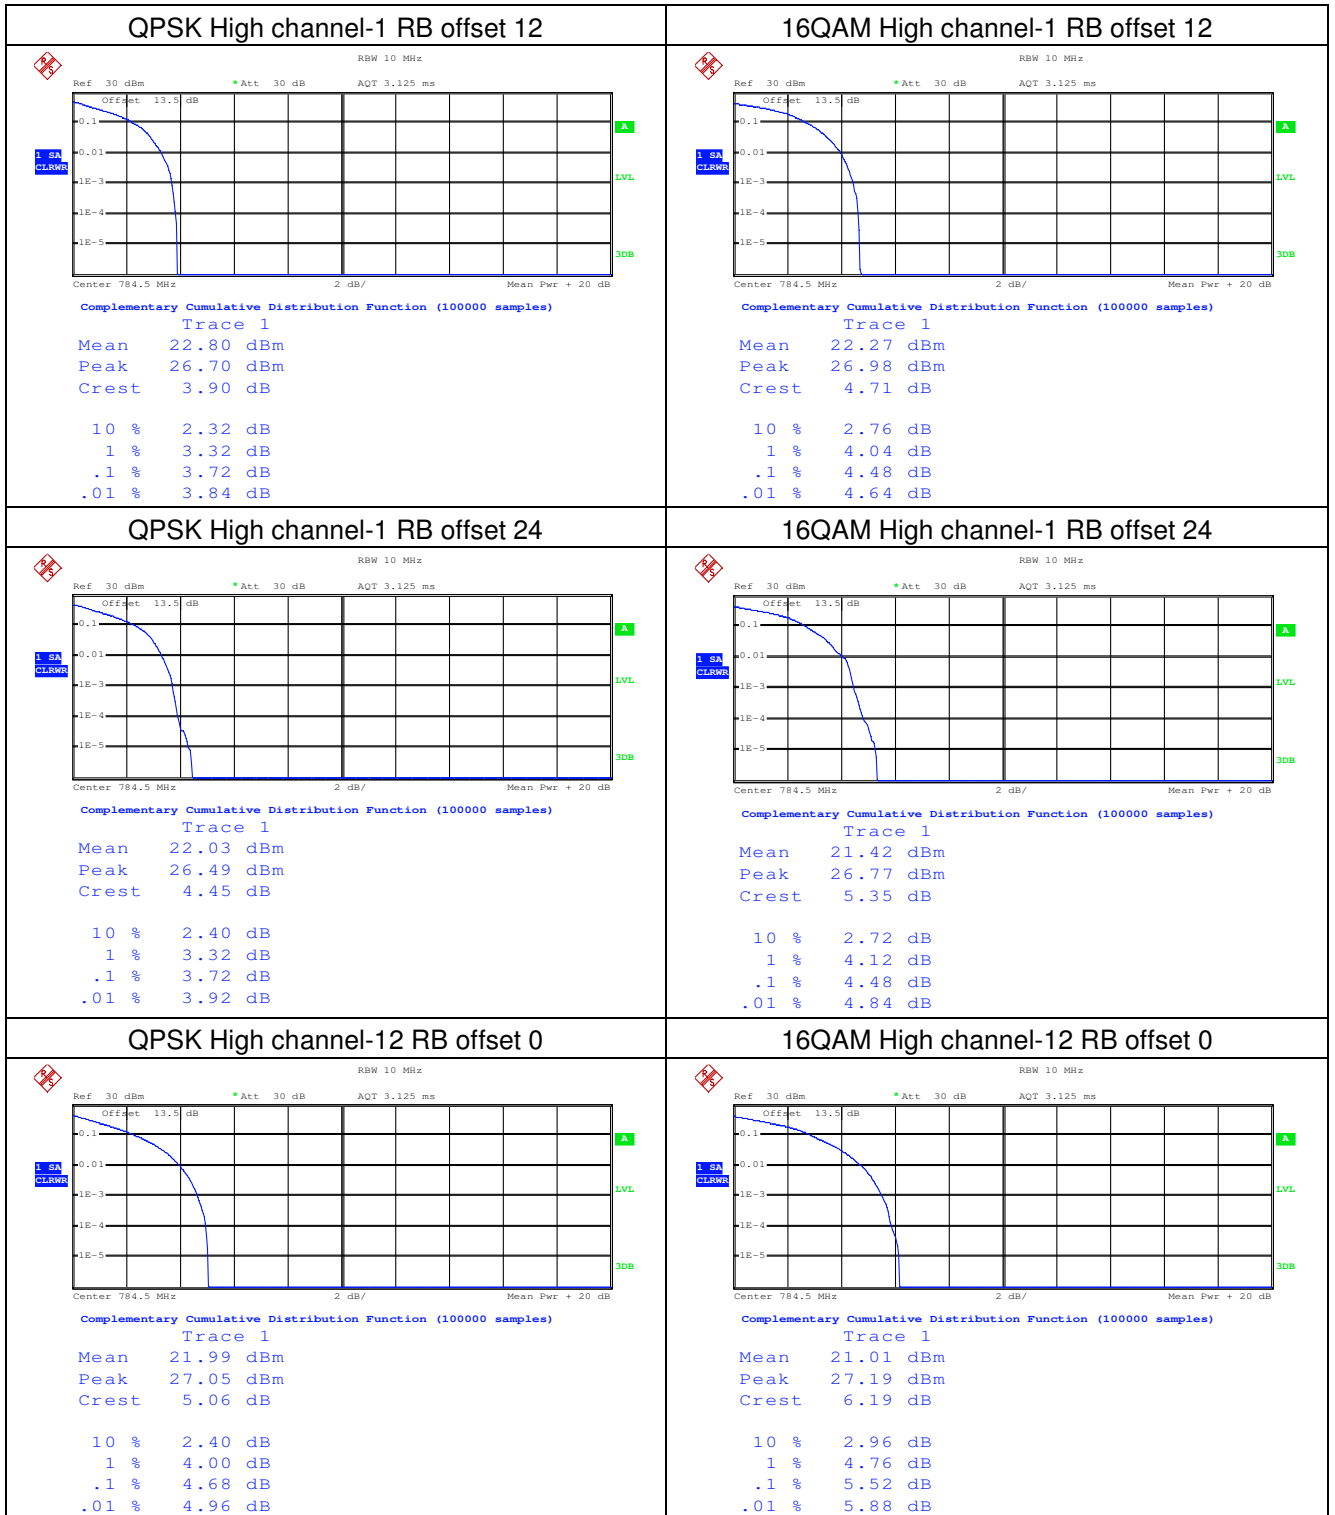 QPSK High channel-1 RB offset 12
R S
RBW 10 MHz
Ref 30 dBm *Att 30 dB AQT 3.125 ms
Offset 13.5 dB
0.1
A
0.01
1 SA
CLRWR
1E-3
LVL
1E-4
1E-5
3DB
Center 784.5 MHz 2 dB/ Mean Pwr + 20 dB
Complementary Cumulative Distribution Function (100000 samples)
Trace 1
Mean 22.80 dBm
Peak 26.70 dBm
Crest 3.90 dB
10 % 2.32 dB
1 % 3.32 dB
.1 % 3.72 dB
.01 % 3.84 dB
16QAM High channel-1 RB offset 12
R S
RBW 10 MHz
Ref 30 dBm *Att 30 dB AQT 3.125 ms
Offset 13.5 dB
0.1
A
0.01
1 SA
CLRWR
1E-3
LVL
1E-4
1E-5
3DB
Center 784.5 MHz 2 dB/ Mean Pwr + 20 dB
Complementary Cumulative Distribution Function (100000 samples)
Trace 1
Mean 22.27 dBm
Peak 26.98 dBm
Crest 4.71 dB
10 % 2.76 dB
1 % 4.04 dB
.1 % 4.48 dB
.01 % 4.64 dB
QPSK High channel-1 RB offset 24
R S
RBW 10 MHz
Ref 30 dBm *Att 30 dB AQT 3.125 ms
Offset 13.5 dB
0.1
A
0.01
1 SA
CLRWR
1E-3
LVL
1E-4
1E-5
3DB
Center 784.5 MHz 2 dB/ Mean Pwr + 20 dB
Complementary Cumulative Distribution Function (100000 samples)
Trace 1
Mean 22.03 dBm
Peak 26.49 dBm
Crest 4.45 dB
10 % 2.40 dB
1 % 3.32 dB
.1 % 3.72 dB
.01 % 3.92 dB
16QAM High channel-1 RB offset 24
R S
RBW 10 MHz
Ref 30 dBm *Att 30 dB AQT 3.125 ms
Offset 13.5 dB
0.1
A
0.01
1 SA
CLRWR
1E-3
LVL
1E-4
1E-5
3DB
Center 784.5 MHz 2 dB/ Mean Pwr + 20 dB
Complementary Cumulative Distribution Function (100000 samples)
Trace 1
Mean 21.42 dBm
Peak 26.77 dBm
Crest 5.35 dB
10 % 2.72 dB
1 % 4.12 dB
.1 % 4.48 dB
.01 % 4.84 dB
QPSK High channel-12 RB offset 0
R S
RBW 10 MHz
Ref 30 dBm *Att 30 dB AQT 3.125 ms
Offset 13.5 dB
0.1
A
0.01
1 SA
CLRWR
1E-3
LVL
1E-4
1E-5
3DB
Center 784.5 MHz 2 dB/ Mean Pwr + 20 dB
Complementary Cumulative Distribution Function (100000 samples)
Trace 1
Mean 21.99 dBm
Peak 27.05 dBm
Crest 5.06 dB
10 % 2.40 dB
1 % 4.00 dB
.1 % 4.68 dB
.01 % 4.96 dB
16QAM High channel-12 RB offset 0
R S
RBW 10 MHz
Ref 30 dBm *Att 30 dB AQT 3.125 ms
Offset 13.5 dB
0.1
A
0.01
1 SA
CLRWR
1E-3
LVL
1E-4
1E-5
3DB
Center 784.5 MHz 2 dB/ Mean Pwr + 20 dB
Complementary Cumulative Distribution Function (100000 samples)
Trace 1
Mean 21.01 dBm
Peak 27.19 dBm
Crest 6.19 dB
10 % 2.96 dB
1 % 4.76 dB
.1 % 5.52 dB
.01 % 5.88 dB